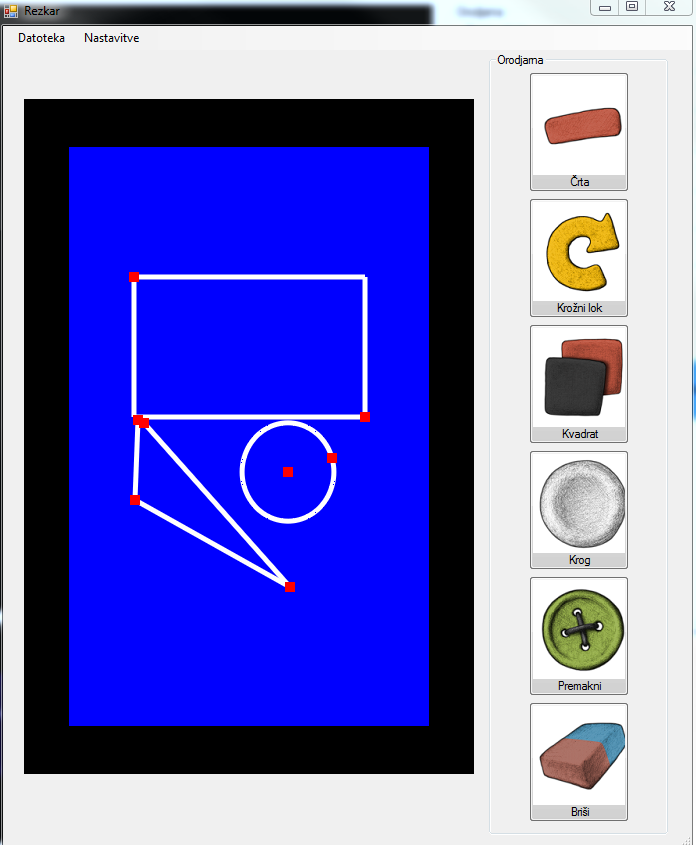 Rezkar
Datoteka Nastavitve
Orodjarna
Črta
Krožni lok
Kvadrat
Krog
Premakni
Briši